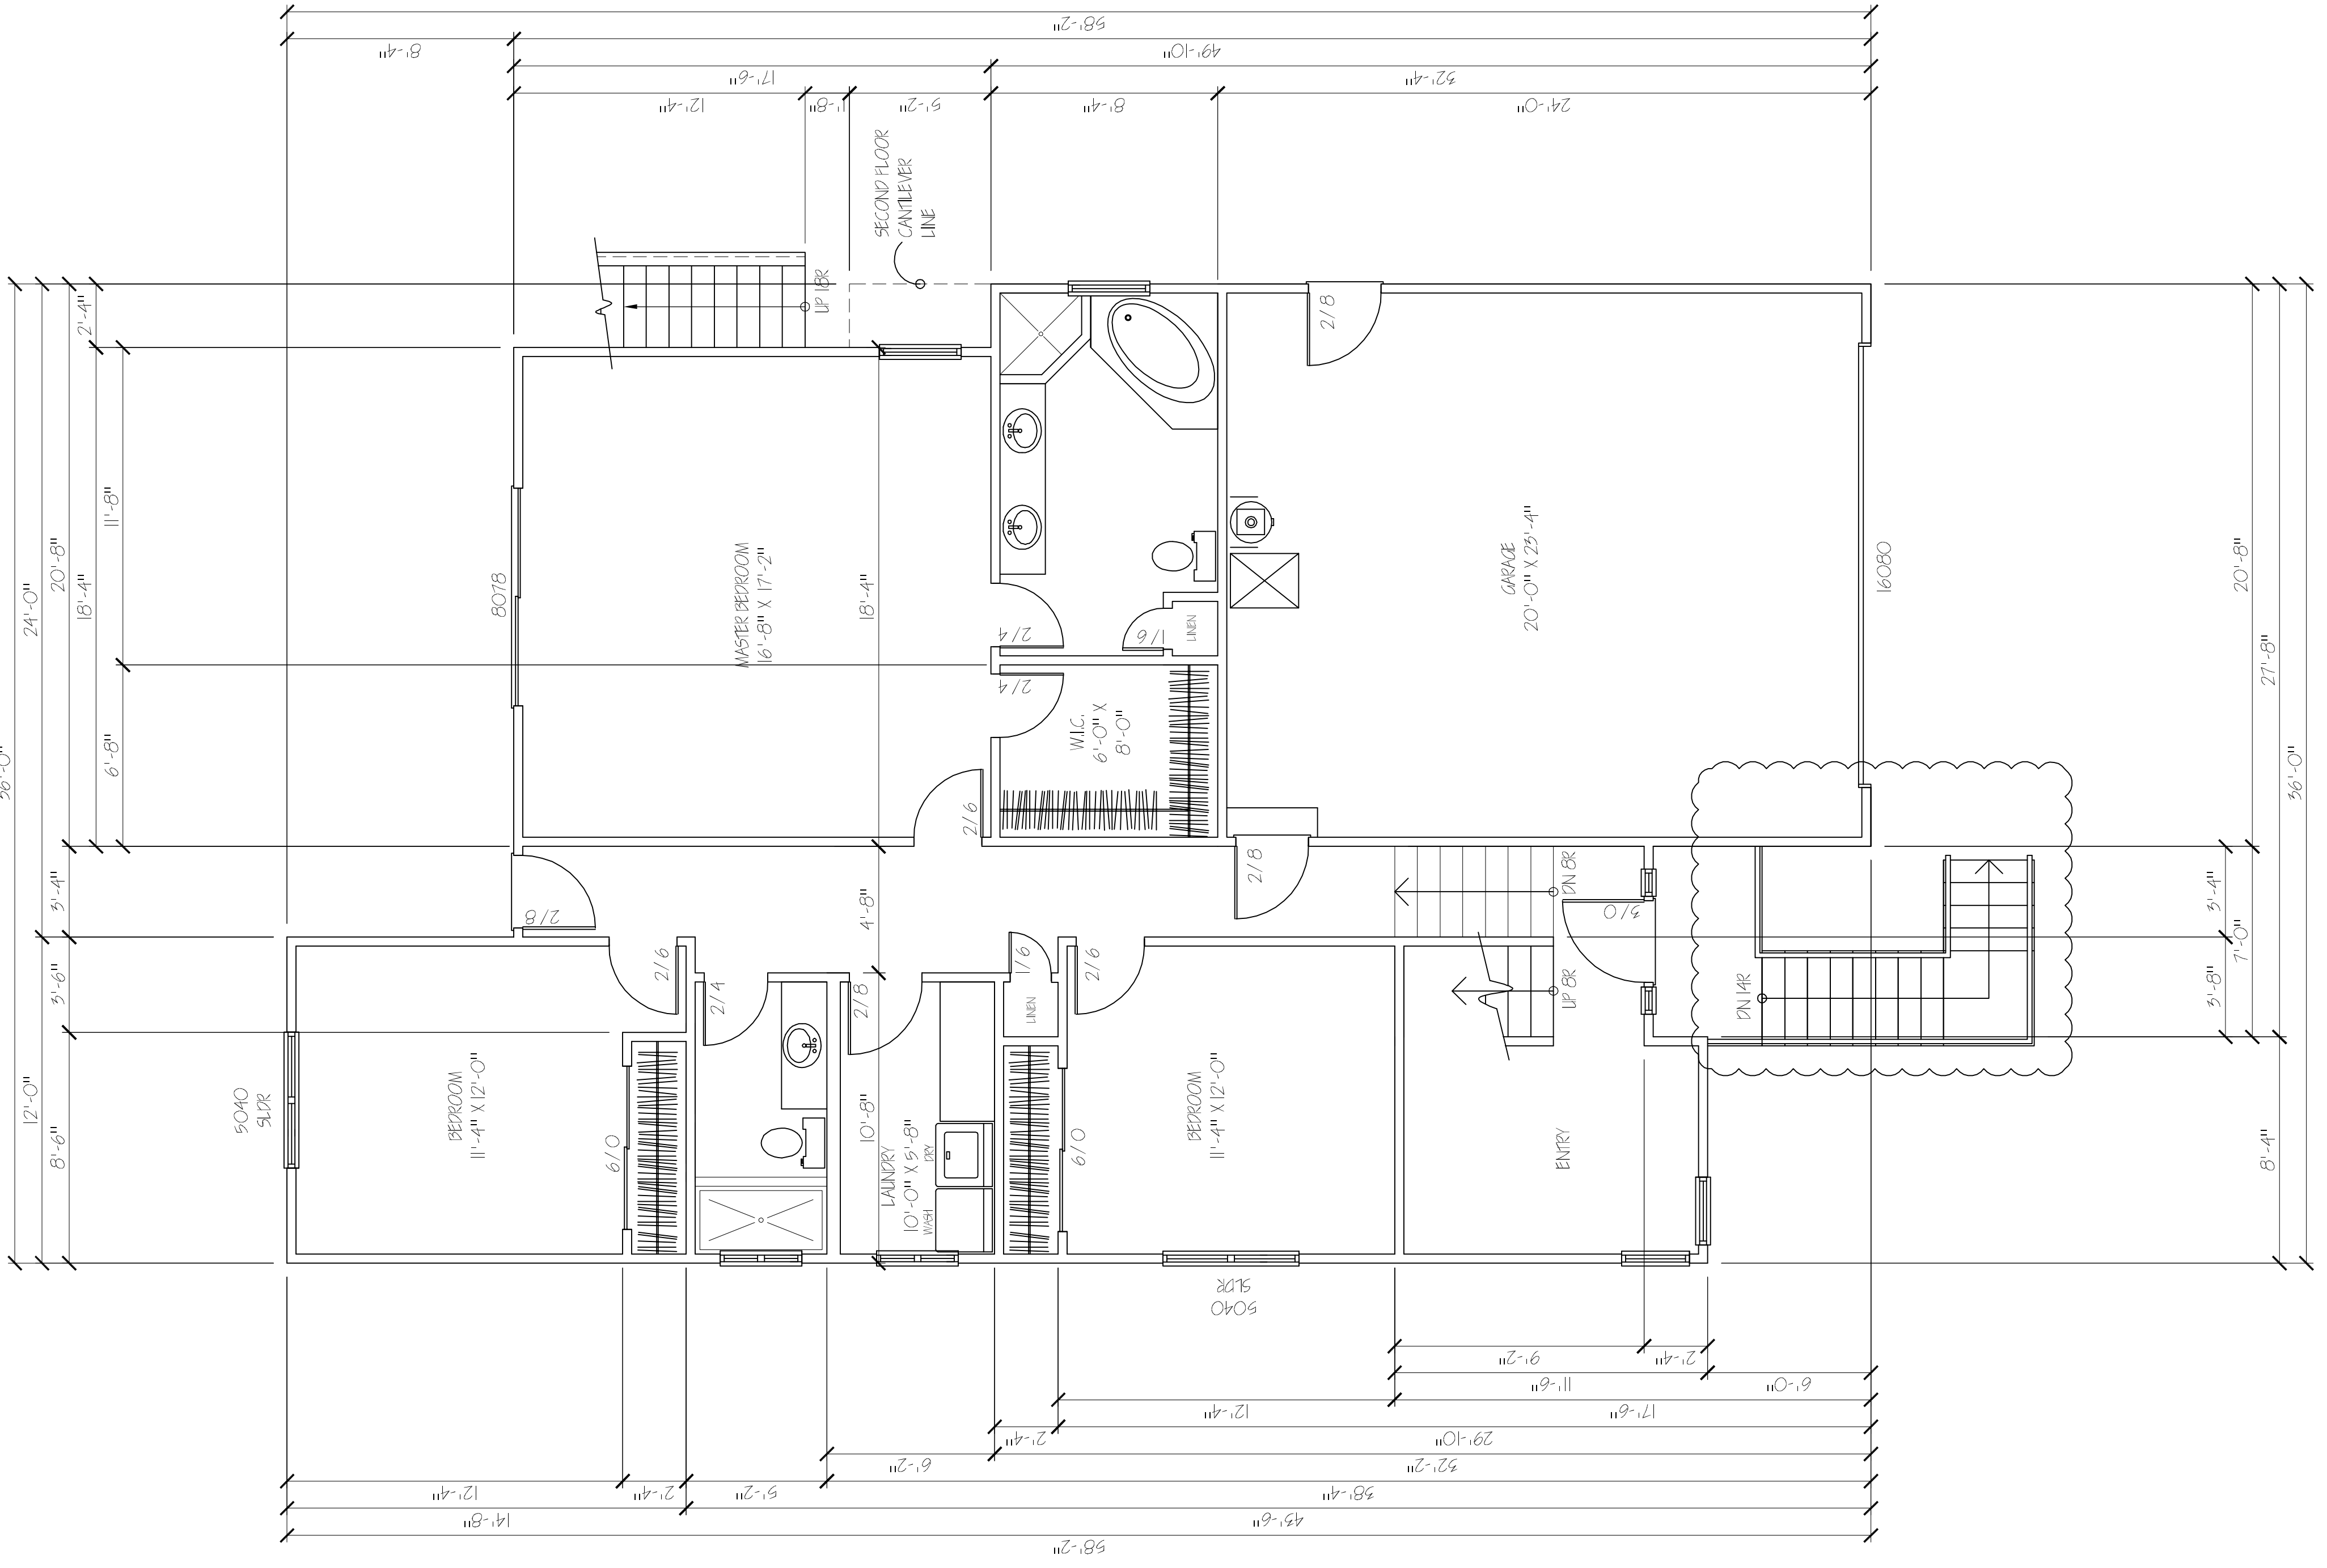 58'-2"
8'-4"
49'-10"
17'-6"
32'-4"
12'-4"
1'-8"
5'-2"
8'-4"
24'-0"
SECOND FLOOR
CANTILEVER
LINE
UP 18R
2'-4"
11'-8"
20'-8"
18'-4"
24'-0"
36'-0"
6'-8"
3'-4"
3'-6"
12'-0"
8'-6"
8078
MASTER BEDROOM
16'-8" X 17'-2"
18'-4"
2/4
1/6
LINEN
2/4
W.I.C.
6'-0" X
8'-0"
2/6
2/8
GARAGE
20'-0" X 23'-4"
16080
20'-8"
27'-8"
36'-0"
3'-4"
7'-0"
3'-8"
8'-4"
2/8
4'-8"
2/8
DN 8R
3/0
UP 8R
DN 14R
2/6
2/4
2/8
1/6
LINEN
2/6
5040
SLDR
BEDROOM
11'-4" X 12'-0"
6/0
10'-8"
LAUNDRY
10'-0" X 5'-8"
DRY
WASH
6/0
BEDROOM
11'-4" X 12'-0"
ENTRY
5040
SLDR
9'-2"
2'-4"
11'-6"
6'-0"
12'-4"
17'-6"
2'-4"
29'-10"
6'-2"
32'-2"
12'-4"
2'-4"
5'-2"
38'-4"
14'-8"
43'-6"
58'-2"